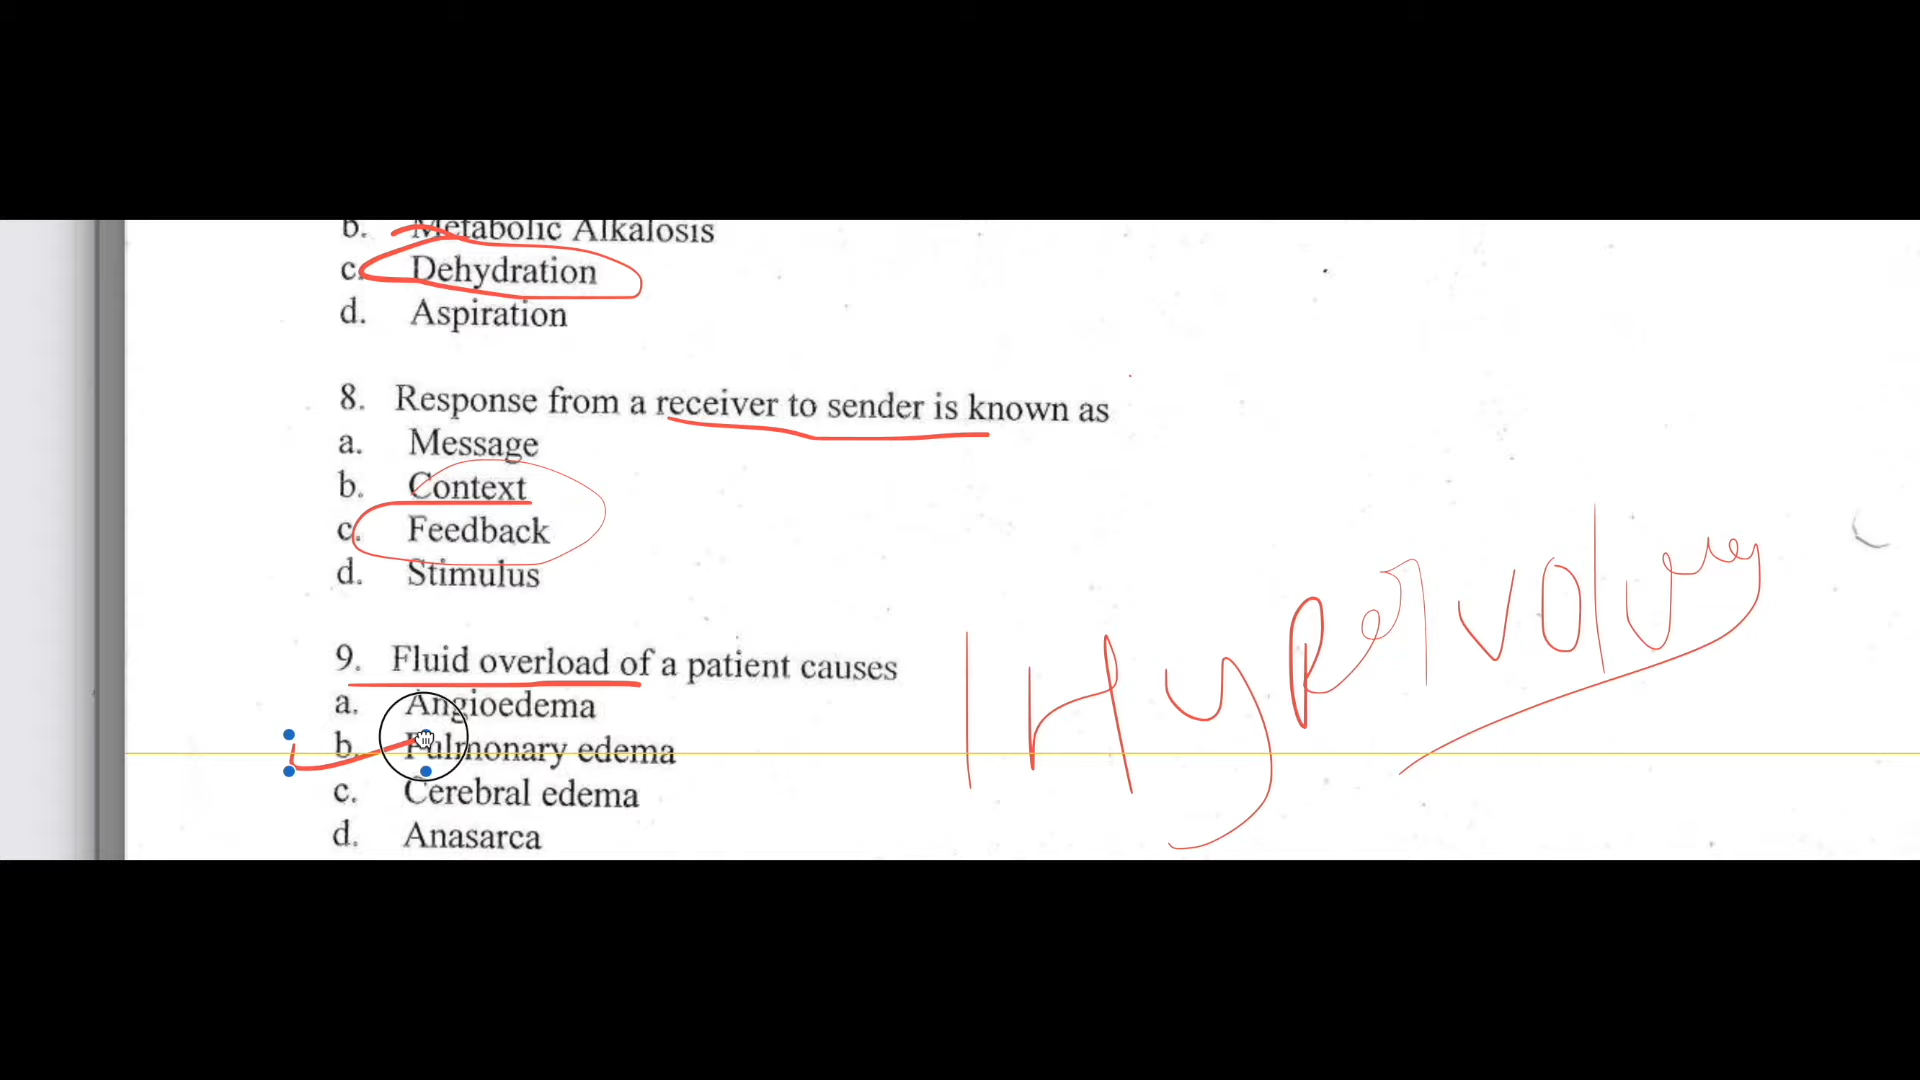 b. Metabolic Alkalosis
c. Dehydration
d. Aspiration
8. Response from a receiver to sender is known as
a. Message
b. Context
c. Feedback
d. Stimulus
9. Fluid overload of a patient causes
a. Angioedema
b. Pulmonary edema
c. Cerebral edema
d. Anasarca